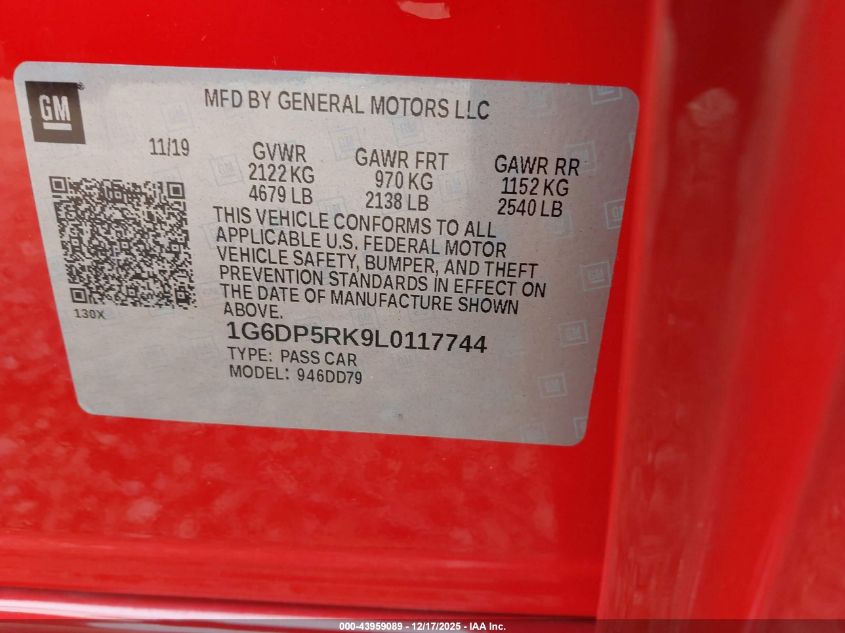 GM
MFD BY GENERAL MOTORS LLC
11/19
GVWR
2122 KG
4679 LB
GAWR FRT
970 KG
2138 LB
GAWR RR
1152 KG
2540 LB
THIS VEHICLE CONFORMS TO ALL
APPLICABLE U.S. FEDERAL MOTOR
VEHICLE SAFETY, BUMPER, AND THEFT
PREVENTION STANDARDS IN EFFECT ON
THE DATE OF MANUFACTURE SHOWN
ABOVE.
130X
1G6DP5RK9L0117744
TYPE: PASS CAR
MODEL: 946DD79
000-43959089 - 12/17/2025 - IAA Inc.